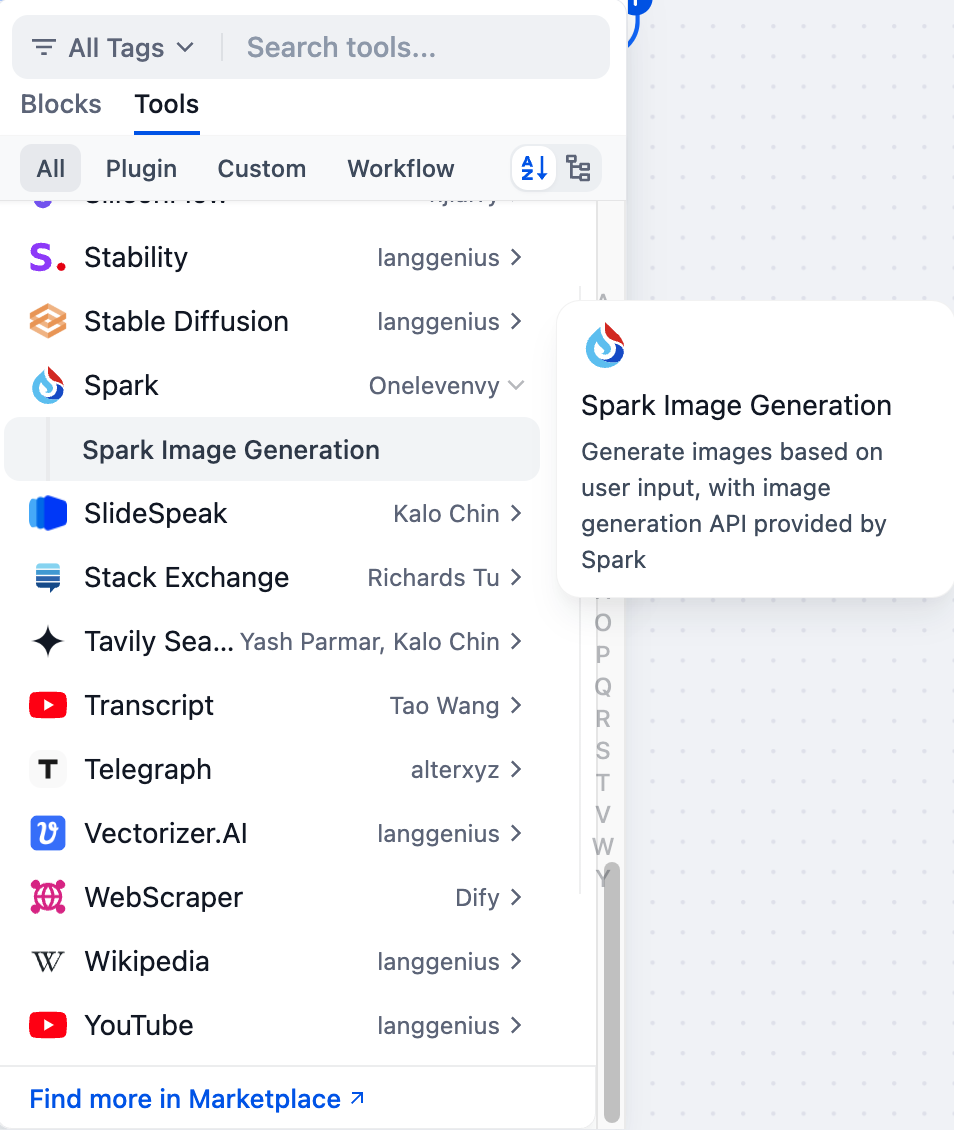 All Tags
Search tools...
Blocks
Tools
All
Plugin
Custom
Workflow
Stability
langgenius
Stable Diffusion
langgenius
Spark
Onelevenvy
Spark Image Generation
SlideSpeak
Kalo Chin
Stack Exchange
Richards Tu
Tavily Sea...
Yash Parmar, Kalo Chin
Transcript
Tao Wang
Telegraph
alterxyz
Vectorizer.AI
langgenius
WebScraper
Dify
Wikipedia
langgenius
YouTube
langgenius
Find more in Marketplace
Spark Image Generation
Generate images based on
user input, with image
generation API provided by
Spark
O
P
Q
R
S
T
V
W
Y